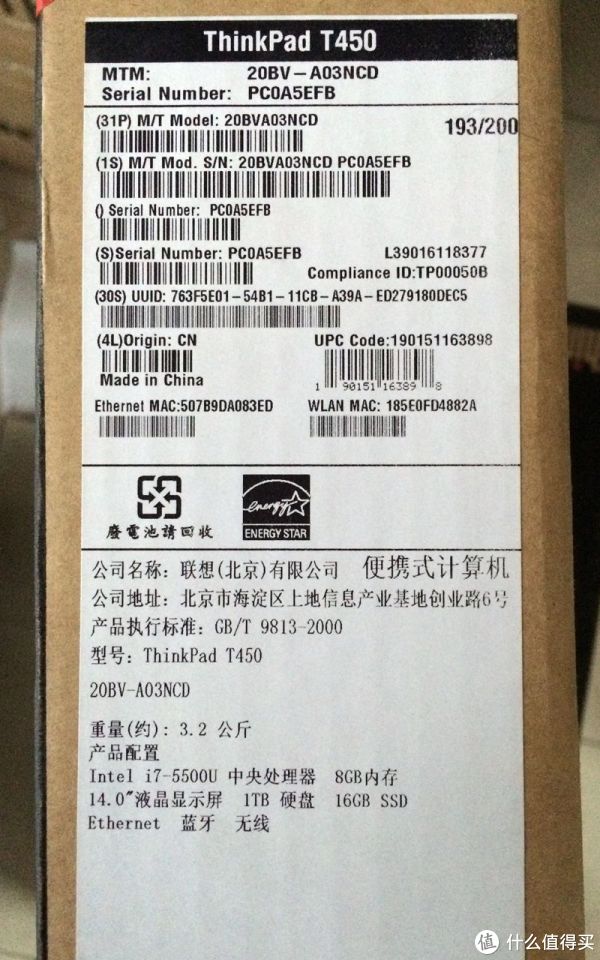 ThinkPad T450
MTM: 20BV-A03NCD
Serial Number: PC0A5EFB
(31P) M/T Model: 20BVA03NCD
193/200
(1S) M/T Mod. S/N: 20BVA03NCD PC0A5EFB
() Serial Number: PC0A5EFB
(S)Serial Number: PC0A5EFB L39016118377
Compliance ID:TP00050B
(30S) UUID: 763F5E01-54B1-11CB-A39A-ED279180DEC5
(4L)Origin: CN UPC Code:190151163898
Made in China 1 90151 16389 8
Ethernet MAC:507B9DA083ED WLAN MAC: 185E0FD4882A
energy
ENERGY STAR
廢電池請回收
公司名称: 联想(北京)有限公司 便携式计算机
公司地址: 北京市海淀区上地信息产业基地创业路6号
产品执行标准: GB/T 9813-2000
型号: ThinkPad T450
20BV-A03NCD
重量(约): 3.2 公斤
产品配置
Intel i7-5500U 中央处理器 8GB内存
14.0"液晶显示屏 1TB 硬盘 16GB SSD
Ethernet 蓝牙 无线
值 什么值得买